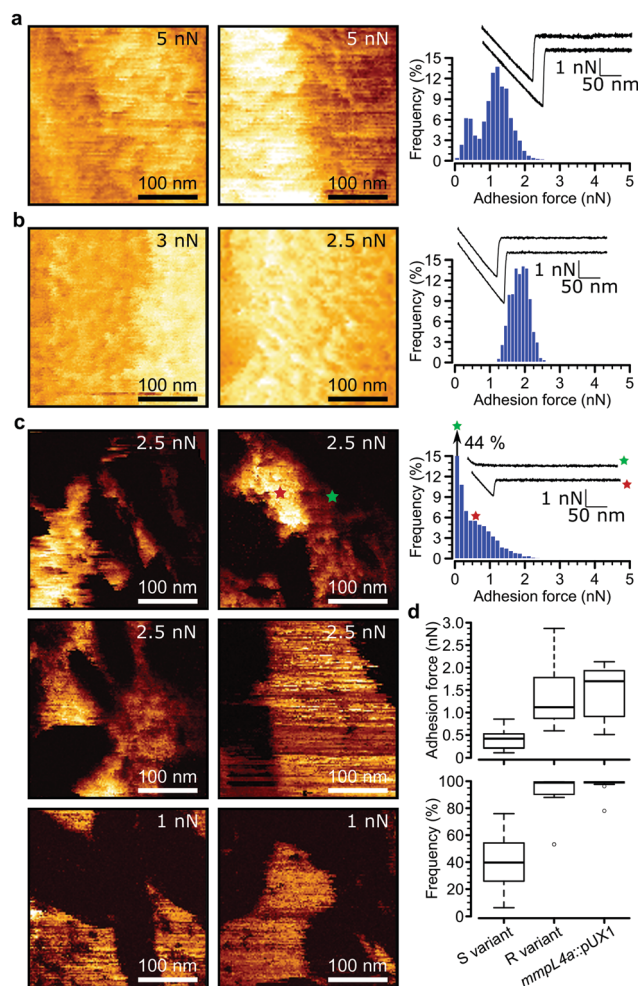 a
5 nN
100 nm
5 nN
100 nm
Frequency (%)
15
12
9
6
3
0
1 nN
50 nm
0 1 2 3 4 5
Adhesion force (nN)
b
3 nN
100 nm
2.5 nN
100 nm
Frequency (%)
15
12
9
6
3
0
1 nN
50 nm
0 1 2 3 4 5
Adhesion force (nN)
c
2.5 nN
100 nm
2.5 nN
100 nm
44 %
Frequency (%)
15
12
9
6
3
0
1 nN
50 nm
0 1 2 3 4 5
Adhesion force (nN)
2.5 nN
100 nm
2.5 nN
100 nm
1 nN
100 nm
1 nN
100 nm
d
Adhesion force (nN)
3.0
2.5
2.0
1.5
1.0
0.5
0
Frequency (%)
100
80
60
40
20
0
S variant
R variant
mmpL4a::pUX1